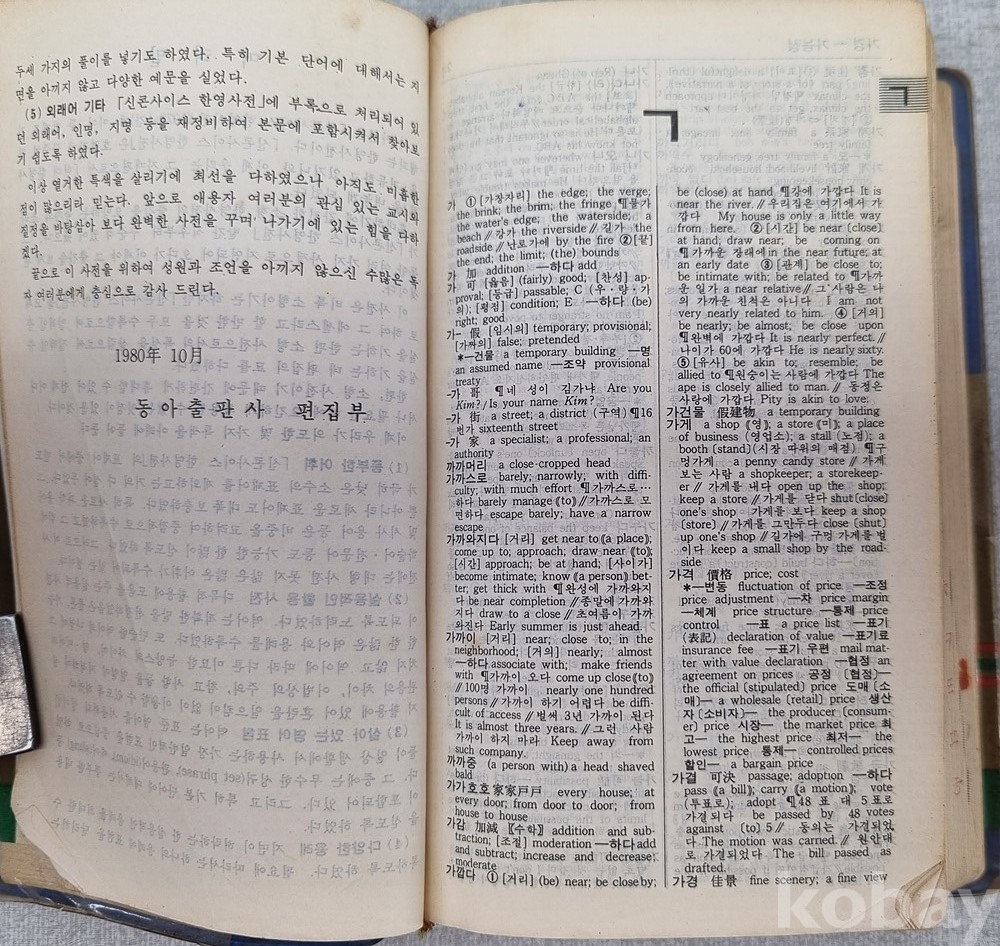 두세 가지의 풀이를 넣기도 하였다. 특히 기본 단어에 대해서는 지
면을 아끼지 않고 다양한 예문을 실었다.
(5) 외래어 기타 「신콘사이스 한영사전」에 부록으로 처리되어 있
던 외래어, 인명, 지명 등을 재정비하여 본문에 포함시켜서 찾아보
기 쉽도록 하였다.
이상 열거한 특색을 살리기에 최선을 다하였으나 아직도 미흡한
점이 많으리라 믿는다. 앞으로 애용자 여러분의 관심 있는 교시와
질정을 바탕삼아 보다 완벽한 사전을 꾸며 나가기에 있는 힘을 다하
겠다.
끝으로 이 사전을 위하여 성원과 조언을 아끼지 않으신 수많은 독
자 여러분에게 충심으로 감사 드린다.
1980年 10月
동아출판사 편집부
ㄱ
가 ①[가장자리] the edge; the verge;
the brink; the brim; the fringe ¶물가
the water's edge; the waterside; a
beach∥강가 the riverside∥길가 the
roadside∥난로가에 by the fire ②[끝]
the end; the limit; (the) bounds
가 加 addition —하다 add
가 可 [옳음] (fairly) good; [찬성] ap-
proval; [등급] passable, C (우·량·가
의); [평점] condition; E —하다 (be)
right; good
가- 假 [임시의] temporary; provisional;
[가짜의] false; pretended
*—건물 a temporary building —명
an assumed name —조약 provisional
treaty
-가 哥 ¶네 성이 김가냐 Are you
Kim?/Is your name Kim?
-가 街 a street; a district (구역) ¶16
번가 sixteenth street
-가 家 a specialist; a professional; an
authority
까까머리 a close-cropped head
가까스로 barely; narrowly; with diffi-
culty; with much effort ¶가까스로…
하다 barely manage (to)∥가까스로 모
면하다 escape barely; have a narrow
escape
가까와지다 [거리] get near to (a place);
come up to; approach; draw near (to);
[시간] approach; be at hand; [사이가]
become intimate; know (a person) bet-
ter; get thick with ¶완성에 가까와지
다 be near completion∥종말에 가까와
지다 draw to a close∥초여름이 가까
와진다 Early summer is just ahead.
가까이 [거리] near; close to; in the
neighborhood; [거의] nearly; almost
—하다 associate with; make friends
with ¶가까이 오다 come up close (to)
∥100명 가까이 nearly one hundred
persons∥가까이 하기 어렵다 be diffi-
cult of access∥벌써 3년 가까이 된다
It is almost three years.∥그런 사람
가까이 하지 마라 Keep away from
such company.
까까중 (a person with) a head shaved
bald
가가호호家家戶戶 every house; at
every door; from door to door; from
house to house
가감 加減 [수학] addition and sub-
traction; [조절] moderation —하다 add
and subtract; increase and decrease;
moderate
가깝다 ①[거리] (be) near; be close by;
be (close) at hand ¶강에 가깝다 It is
near the river.∥우리집은 여기에서 가
깝다 My house is only a little way
from here. ②[시간] be near [close]
at hand; draw near; be coming on
¶가까운 장래에 in the near future; at
an early date ③[관계] be close to;
be intimate with; be related to ¶가까
운 일가 a near relative∥그 사람은 나
의 가까운 친척은 아니다 I am not
very nearly related to him. ④[거의]
be nearly; be almost; be close upon
¶완벽에 가깝다 It is nearly perfect.∥
나이가 60에 가깝다 He is nearly sixty.
⑤[유사] be akin to; resemble; be
allied to ¶원숭이는 사람에 가깝다 The
ape is closely allied to man.∥동정은
사랑에 가깝다 Pity is akin to love.
가건물 假建物 a temporary building
가게 a shop (영); a store (미); a place
of business (영업소); a stall (노점); a
booth [stand] (시장 따위의 매점) ¶구
멍가게 a penny candy store∥가게
보는 사람 a shopkeeper; a storekeep-
er∥가게를 내다 open up the shop;
keep a store∥가게를 닫다 shut [close]
one's shop 가게를 보다 keep a shop
[store]∥가게를 그만두다 close [shut]
up one's shop∥길가에 구멍 가게를 벌
이다 keep a small shop by the road-
side
가격 價格 price; cost
*—변동 fluctuation of price —조정
price adjustment —차 price margin
—체계 price structure —통제 price
control —표 a price list —표기
(表記) declaration of value —표기료
insurance fee —표기 우편 mail mat-
ter with value declaration —협정 an
agreement on prices 공정 [협정]—
the official [stipulated] price 도매 [소
매]— a wholesale [retail] price 생산
자 [소비자]— the producer [consum-
er] price 시장— the market price 최
고— the highest price 최저— the
lowest price 통제— controlled prices
할인— a bargain price
가결 可決 passage; adoption —하다
pass (a bill); carry (a motion); vote
(투표로); adopt ¶48 표 대 5표로
가결되다 be passed by 48 votes
against [to] 5∥동의는 가결되었
다 The motion was carried.∥원안대
로 가결되었다 The bill passed as
drafted.
가경 佳景 fine scenery; a fine view
ㄱ
kobay